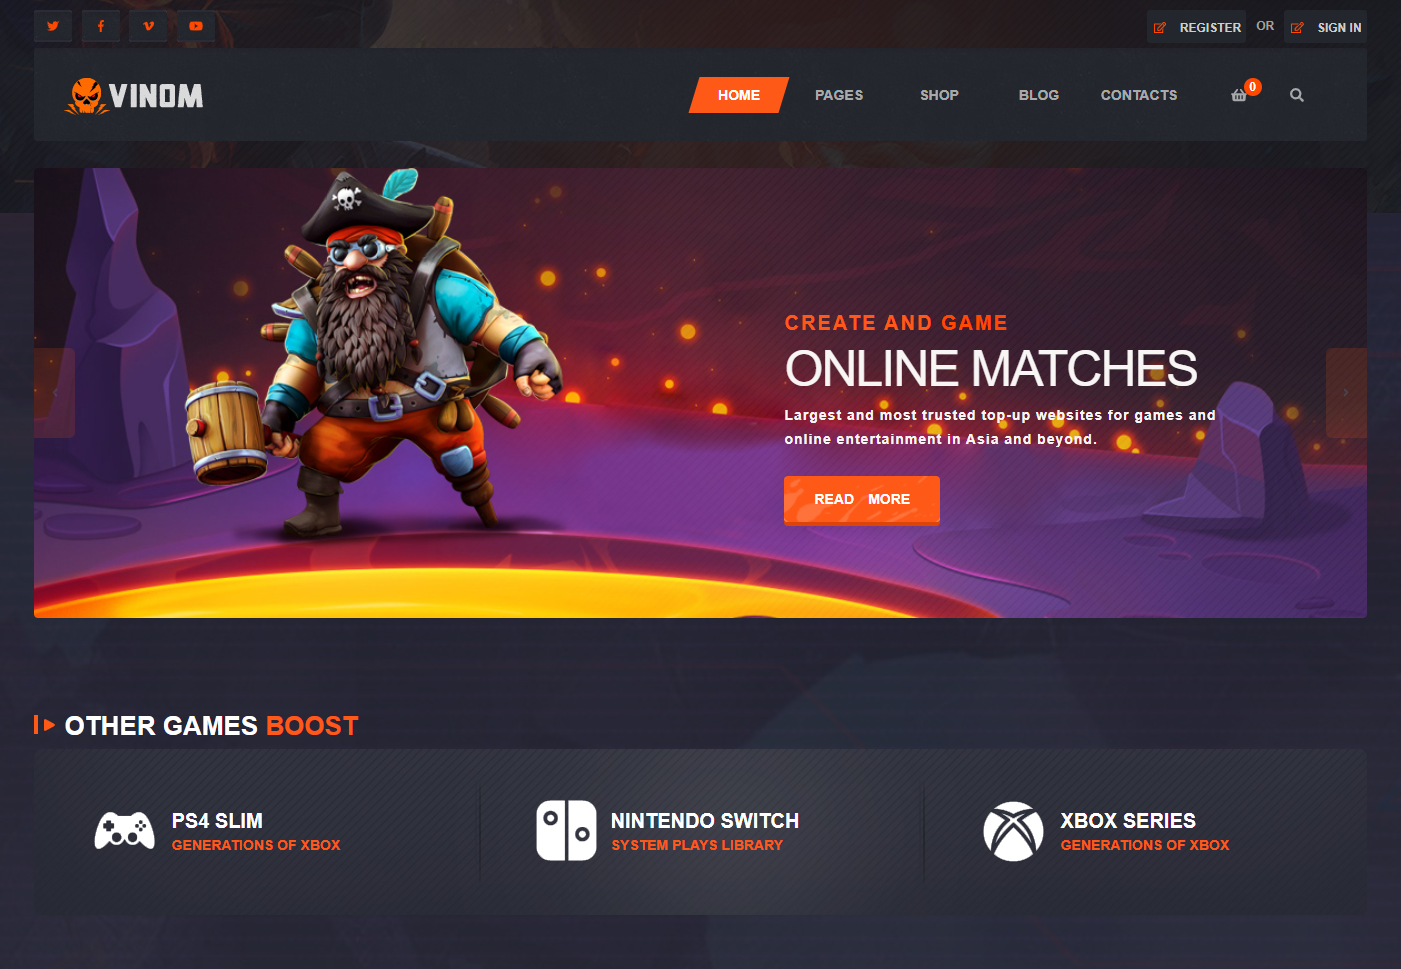 REGISTER OR SIGN IN
VINOM
HOME PAGES SHOP BLOG CONTACTS 0
CREATE AND GAME
ONLINE MATCHES
Largest and most trusted top-up websites for games and
online entertainment in Asia and beyond.
READ MORE
OTHER GAMES BOOST
PS4 SLIM
GENERATIONS OF XBOX
NINTENDO SWITCH
SYSTEM PLAYS LIBRARY
XBOX SERIES
GENERATIONS OF XBOX